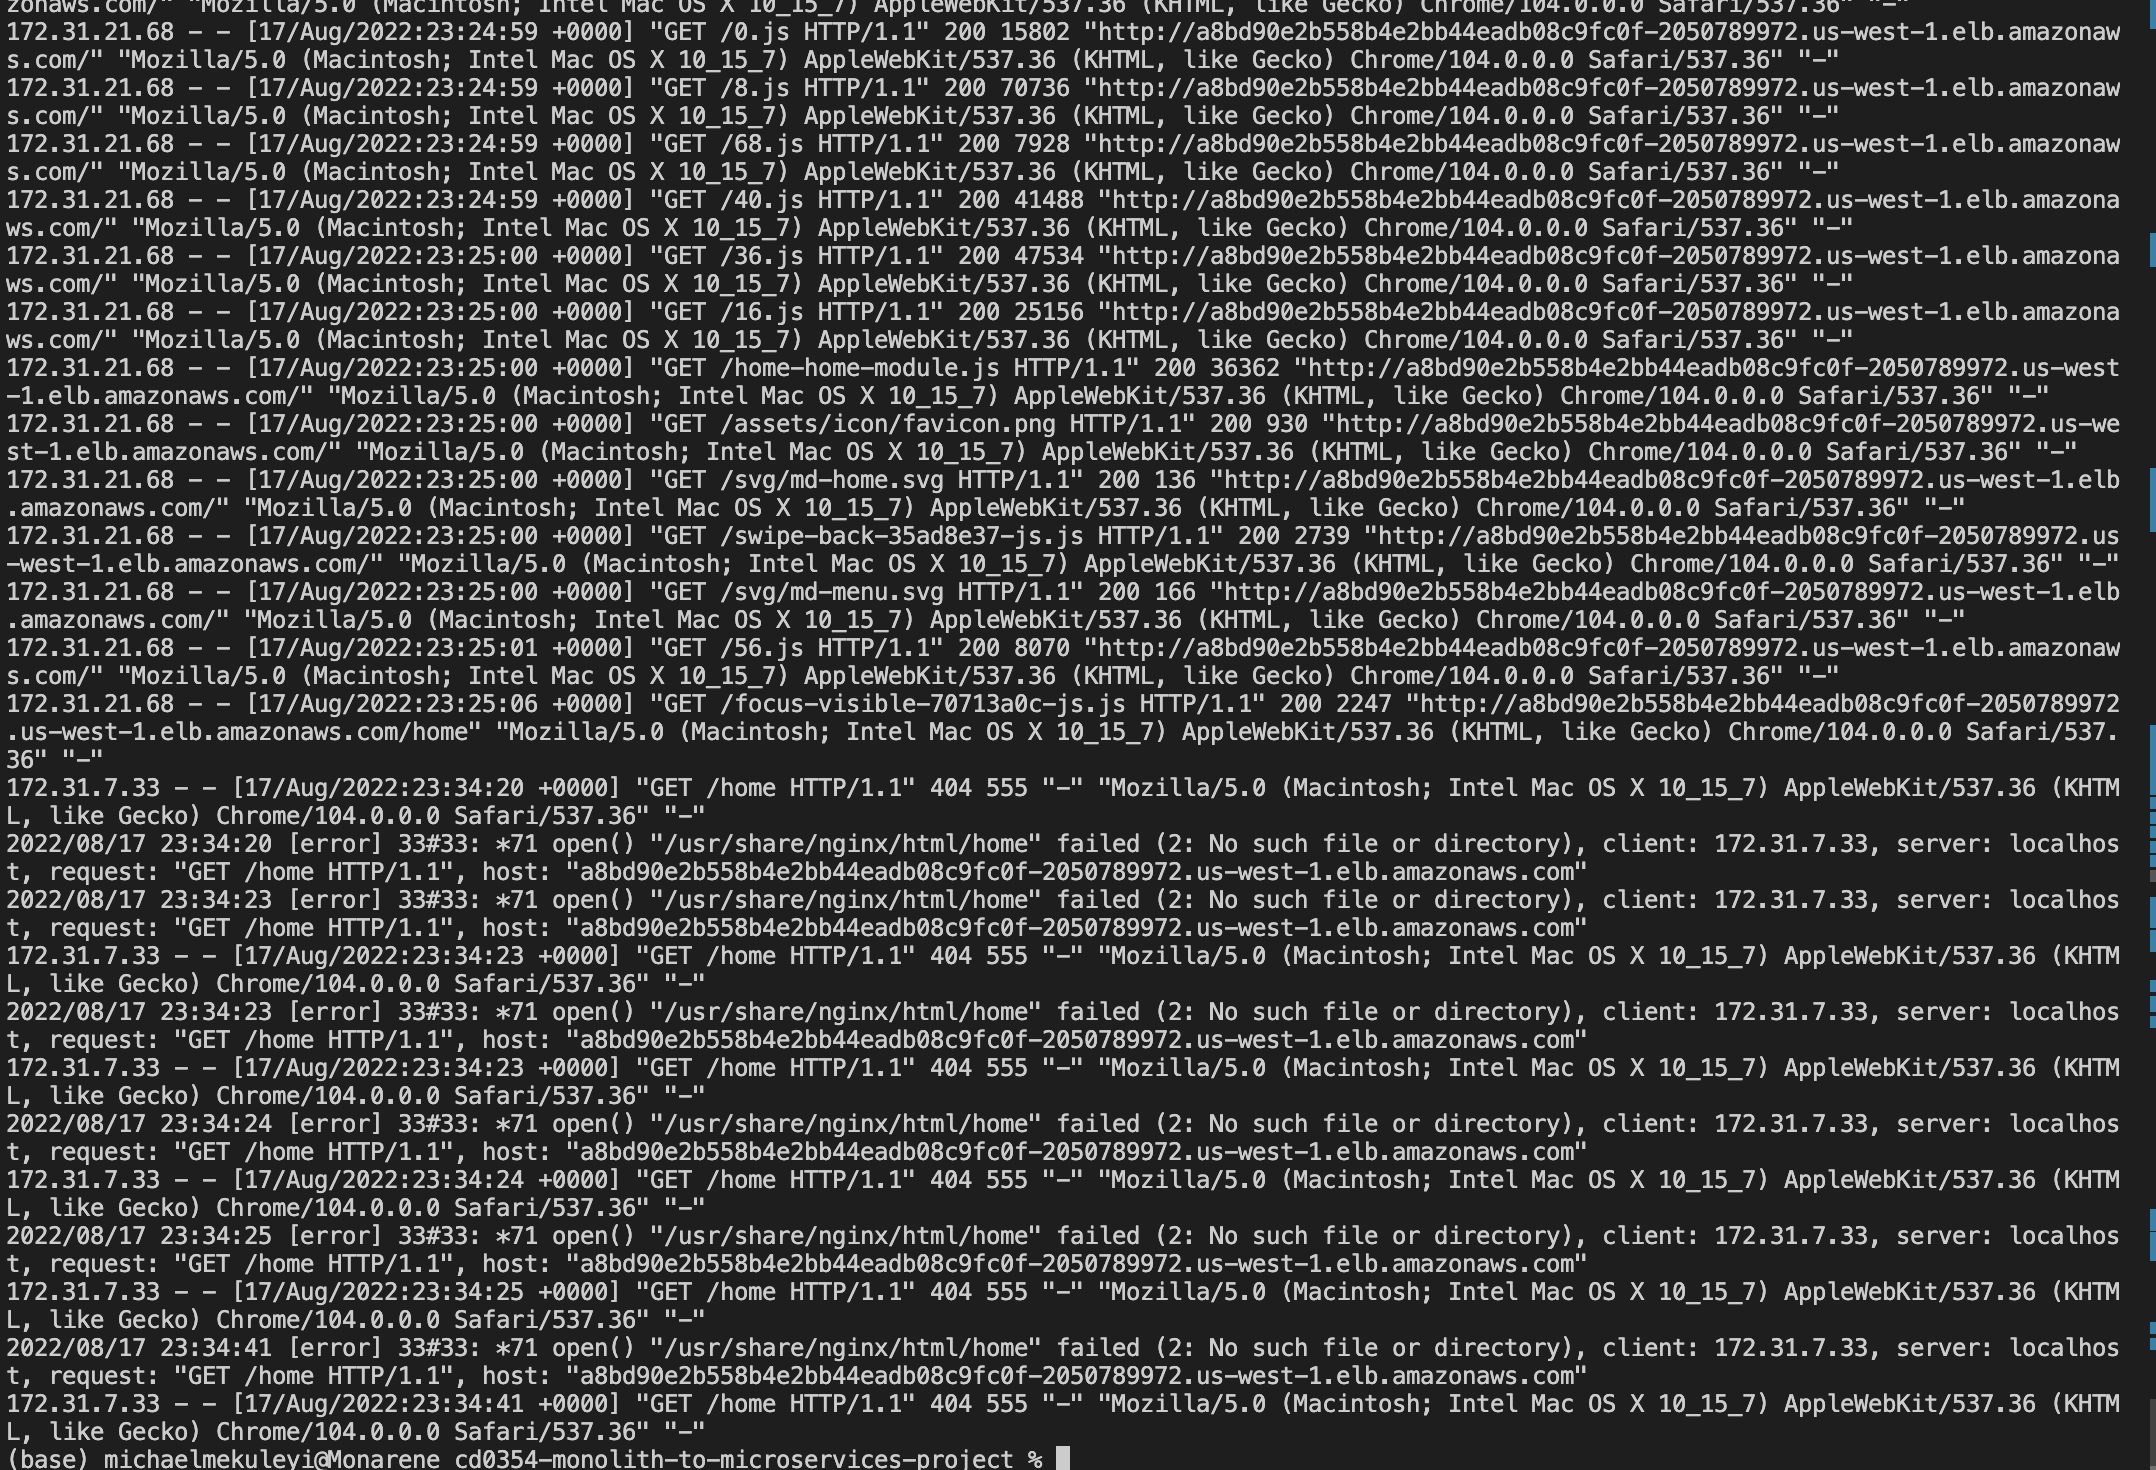 zonaws.com/" "Mozilla/5.0 (Macintosh; Intel Mac OS X 10_15_7) AppleWebKit/537.36 (KHTML, like Gecko) Chrome/104.0.0.0 Safari/537.36" "-"
172.31.21.68 - - [17/Aug/2022:23:24:59 +0000] "GET /0.js HTTP/1.1" 200 15802 "http://a8bd90e2b558b4e2bb44eadb08c9fc0f-2050789972.us-west-1.elb.amazonaw
s.com/" "Mozilla/5.0 (Macintosh; Intel Mac OS X 10_15_7) AppleWebKit/537.36 (KHTML, like Gecko) Chrome/104.0.0.0 Safari/537.36" "-"
172.31.21.68 - - [17/Aug/2022:23:24:59 +0000] "GET /8.js HTTP/1.1" 200 70736 "http://a8bd90e2b558b4e2bb44eadb08c9fc0f-2050789972.us-west-1.elb.amazonaw
s.com/" "Mozilla/5.0 (Macintosh; Intel Mac OS X 10_15_7) AppleWebKit/537.36 (KHTML, like Gecko) Chrome/104.0.0.0 Safari/537.36" "-"
172.31.21.68 - - [17/Aug/2022:23:24:59 +0000] "GET /68.js HTTP/1.1" 200 7928 "http://a8bd90e2b558b4e2bb44eadb08c9fc0f-2050789972.us-west-1.elb.amazonaw
s.com/" "Mozilla/5.0 (Macintosh; Intel Mac OS X 10_15_7) AppleWebKit/537.36 (KHTML, like Gecko) Chrome/104.0.0.0 Safari/537.36" "-"
172.31.21.68 - - [17/Aug/2022:23:24:59 +0000] "GET /40.js HTTP/1.1" 200 41488 "http://a8bd90e2b558b4e2bb44eadb08c9fc0f-2050789972.us-west-1.elb.amazona
ws.com/" "Mozilla/5.0 (Macintosh; Intel Mac OS X 10_15_7) AppleWebKit/537.36 (KHTML, like Gecko) Chrome/104.0.0.0 Safari/537.36" "-"
172.31.21.68 - - [17/Aug/2022:23:25:00 +0000] "GET /36.js HTTP/1.1" 200 47534 "http://a8bd90e2b558b4e2bb44eadb08c9fc0f-2050789972.us-west-1.elb.amazona
ws.com/" "Mozilla/5.0 (Macintosh; Intel Mac OS X 10_15_7) AppleWebKit/537.36 (KHTML, like Gecko) Chrome/104.0.0.0 Safari/537.36" "-"
172.31.21.68 - - [17/Aug/2022:23:25:00 +0000] "GET /16.js HTTP/1.1" 200 25156 "http://a8bd90e2b558b4e2bb44eadb08c9fc0f-2050789972.us-west-1.elb.amazona
ws.com/" "Mozilla/5.0 (Macintosh; Intel Mac OS X 10_15_7) AppleWebKit/537.36 (KHTML, like Gecko) Chrome/104.0.0.0 Safari/537.36" "-"
172.31.21.68 - - [17/Aug/2022:23:25:00 +0000] "GET /home-home-module.js HTTP/1.1" 200 36362 "http://a8bd90e2b558b4e2bb44eadb08c9fc0f-2050789972.us-west
-1.elb.amazonaws.com/" "Mozilla/5.0 (Macintosh; Intel Mac OS X 10_15_7) AppleWebKit/537.36 (KHTML, like Gecko) Chrome/104.0.0.0 Safari/537.36" "-"
172.31.21.68 - - [17/Aug/2022:23:25:00 +0000] "GET /assets/icon/favicon.png HTTP/1.1" 200 930 "http://a8bd90e2b558b4e2bb44eadb08c9fc0f-2050789972.us-we
st-1.elb.amazonaws.com/" "Mozilla/5.0 (Macintosh; Intel Mac OS X 10_15_7) AppleWebKit/537.36 (KHTML, like Gecko) Chrome/104.0.0.0 Safari/537.36" "-"
172.31.21.68 - - [17/Aug/2022:23:25:00 +0000] "GET /svg/md-home.svg HTTP/1.1" 200 136 "http://a8bd90e2b558b4e2bb44eadb08c9fc0f-2050789972.us-west-1.elb
.amazonaws.com/" "Mozilla/5.0 (Macintosh; Intel Mac OS X 10_15_7) AppleWebKit/537.36 (KHTML, like Gecko) Chrome/104.0.0.0 Safari/537.36" "-"
172.31.21.68 - - [17/Aug/2022:23:25:00 +0000] "GET /swipe-back-35ad8e37-js.js HTTP/1.1" 200 2739 "http://a8bd90e2b558b4e2bb44eadb08c9fc0f-2050789972.us
-west-1.elb.amazonaws.com/" "Mozilla/5.0 (Macintosh; Intel Mac OS X 10_15_7) AppleWebKit/537.36 (KHTML, like Gecko) Chrome/104.0.0.0 Safari/537.36" "-"
172.31.21.68 - - [17/Aug/2022:23:25:00 +0000] "GET /svg/md-menu.svg HTTP/1.1" 200 166 "http://a8bd90e2b558b4e2bb44eadb08c9fc0f-2050789972.us-west-1.elb
.amazonaws.com/" "Mozilla/5.0 (Macintosh; Intel Mac OS X 10_15_7) AppleWebKit/537.36 (KHTML, like Gecko) Chrome/104.0.0.0 Safari/537.36" "-"
172.31.21.68 - - [17/Aug/2022:23:25:01 +0000] "GET /56.js HTTP/1.1" 200 8070 "http://a8bd90e2b558b4e2bb44eadb08c9fc0f-2050789972.us-west-1.elb.amazonaw
s.com/" "Mozilla/5.0 (Macintosh; Intel Mac OS X 10_15_7) AppleWebKit/537.36 (KHTML, like Gecko) Chrome/104.0.0.0 Safari/537.36" "-"
172.31.21.68 - - [17/Aug/2022:23:25:06 +0000] "GET /focus-visible-70713a0c-js.js HTTP/1.1" 200 2247 "http://a8bd90e2b558b4e2bb44eadb08c9fc0f-2050789972
.us-west-1.elb.amazonaws.com/home" "Mozilla/5.0 (Macintosh; Intel Mac OS X 10_15_7) AppleWebKit/537.36 (KHTML, like Gecko) Chrome/104.0.0.0 Safari/537.
36" "-"
172.31.7.33 - - [17/Aug/2022:23:34:20 +0000] "GET /home HTTP/1.1" 404 555 "-" "Mozilla/5.0 (Macintosh; Intel Mac OS X 10_15_7) AppleWebKit/537.36 (KHTM
L, like Gecko) Chrome/104.0.0.0 Safari/537.36" "-"
2022/08/17 23:34:20 [error] 33#33: *71 open() "/usr/share/nginx/html/home" failed (2: No such file or directory), client: 172.31.7.33, server: localhos
t, request: "GET /home HTTP/1.1", host: "a8bd90e2b558b4e2bb44eadb08c9fc0f-2050789972.us-west-1.elb.amazonaws.com"
2022/08/17 23:34:23 [error] 33#33: *71 open() "/usr/share/nginx/html/home" failed (2: No such file or directory), client: 172.31.7.33, server: localhos
t, request: "GET /home HTTP/1.1", host: "a8bd90e2b558b4e2bb44eadb08c9fc0f-2050789972.us-west-1.elb.amazonaws.com"
172.31.7.33 - - [17/Aug/2022:23:34:23 +0000] "GET /home HTTP/1.1" 404 555 "-" "Mozilla/5.0 (Macintosh; Intel Mac OS X 10_15_7) AppleWebKit/537.36 (KHTM
L, like Gecko) Chrome/104.0.0.0 Safari/537.36" "-"
2022/08/17 23:34:23 [error] 33#33: *71 open() "/usr/share/nginx/html/home" failed (2: No such file or directory), client: 172.31.7.33, server: localhos
t, request: "GET /home HTTP/1.1", host: "a8bd90e2b558b4e2bb44eadb08c9fc0f-2050789972.us-west-1.elb.amazonaws.com"
172.31.7.33 - - [17/Aug/2022:23:34:23 +0000] "GET /home HTTP/1.1" 404 555 "-" "Mozilla/5.0 (Macintosh; Intel Mac OS X 10_15_7) AppleWebKit/537.36 (KHTM
L, like Gecko) Chrome/104.0.0.0 Safari/537.36" "-"
2022/08/17 23:34:24 [error] 33#33: *71 open() "/usr/share/nginx/html/home" failed (2: No such file or directory), client: 172.31.7.33, server: localhos
t, request: "GET /home HTTP/1.1", host: "a8bd90e2b558b4e2bb44eadb08c9fc0f-2050789972.us-west-1.elb.amazonaws.com"
172.31.7.33 - - [17/Aug/2022:23:34:24 +0000] "GET /home HTTP/1.1" 404 555 "-" "Mozilla/5.0 (Macintosh; Intel Mac OS X 10_15_7) AppleWebKit/537.36 (KHTM
L, like Gecko) Chrome/104.0.0.0 Safari/537.36" "-"
2022/08/17 23:34:25 [error] 33#33: *71 open() "/usr/share/nginx/html/home" failed (2: No such file or directory), client: 172.31.7.33, server: localhos
t, request: "GET /home HTTP/1.1", host: "a8bd90e2b558b4e2bb44eadb08c9fc0f-2050789972.us-west-1.elb.amazonaws.com"
172.31.7.33 - - [17/Aug/2022:23:34:25 +0000] "GET /home HTTP/1.1" 404 555 "-" "Mozilla/5.0 (Macintosh; Intel Mac OS X 10_15_7) AppleWebKit/537.36 (KHTM
L, like Gecko) Chrome/104.0.0.0 Safari/537.36" "-"
2022/08/17 23:34:41 [error] 33#33: *71 open() "/usr/share/nginx/html/home" failed (2: No such file or directory), client: 172.31.7.33, server: localhos
t, request: "GET /home HTTP/1.1", host: "a8bd90e2b558b4e2bb44eadb08c9fc0f-2050789972.us-west-1.elb.amazonaws.com"
172.31.7.33 - - [17/Aug/2022:23:34:41 +0000] "GET /home HTTP/1.1" 404 555 "-" "Mozilla/5.0 (Macintosh; Intel Mac OS X 10_15_7) AppleWebKit/537.36 (KHTM
L, like Gecko) Chrome/104.0.0.0 Safari/537.36" "-"
(base) michaelmekuleyi@Monarene cd0354-monolith-to-microservices-project %